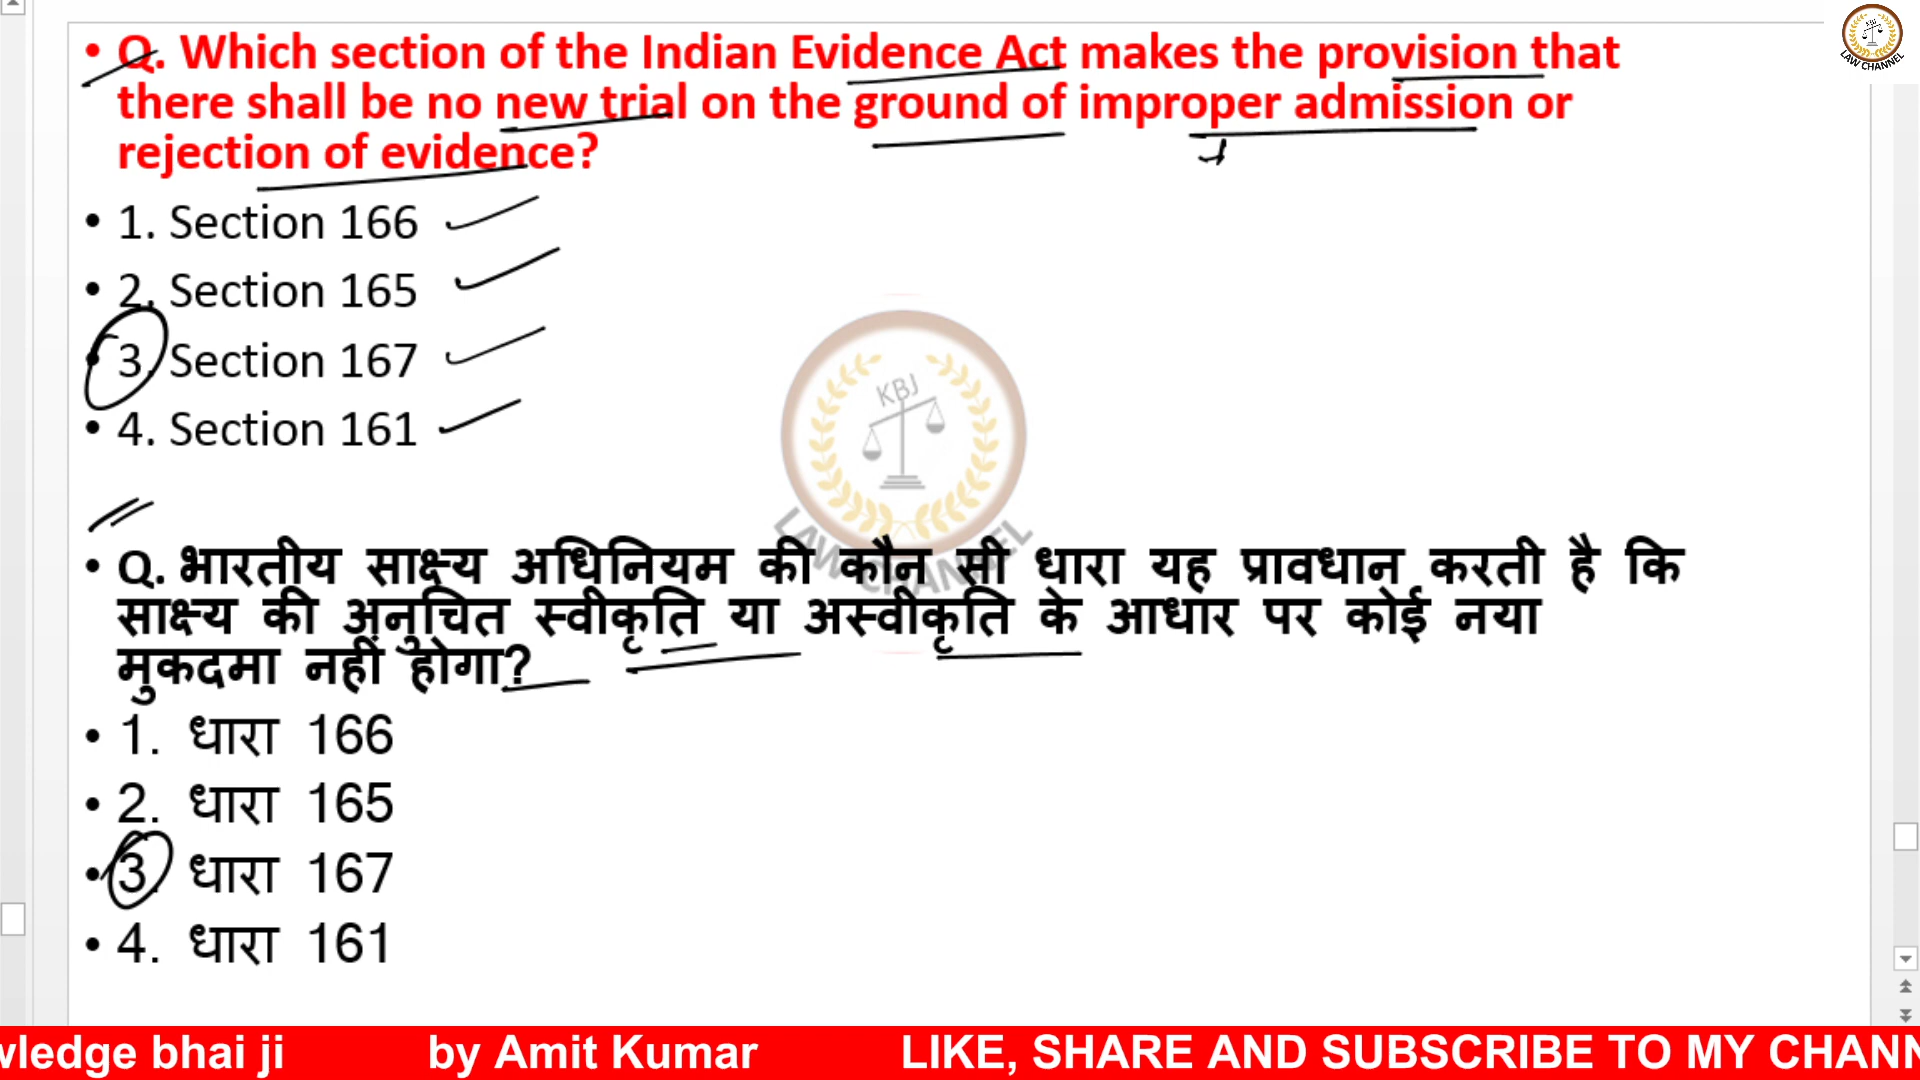 LAW CHANNEL
• Q. Which section of the Indian Evidence Act makes the provision that
there shall be no new trial on the ground of improper admission or
rejection of evidence?
• 1. Section 166
• 2. Section 165
• 3. Section 167
• 4. Section 161
KBJ
LAW CHANNEL
• Q. भारतीय साक्ष्य अधिनियम की कौन सी धारा यह प्रावधान करती है कि
साक्ष्य की अनुचित स्वीकृति या अस्वीकृति के आधार पर कोई नया
मुकदमा नहीं होगा?
• 1. धारा 166
• 2. धारा 165
• 3. धारा 167
• 4. धारा 161
wledge bhai ji by Amit Kumar LIKE, SHARE AND SUBSCRIBE TO MY CHANN